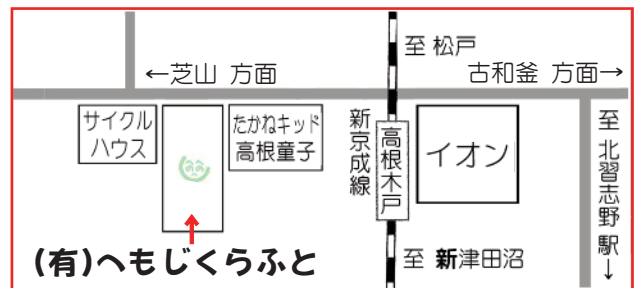 至 松戸
←芝山 方面
古和釜 方面→
サイクル
ハウス
たかねキッド
高根童子
新京成線
高根木戸
イオン
至 北習志野駅↓
(有)へもじくらふと
至 新津田沼